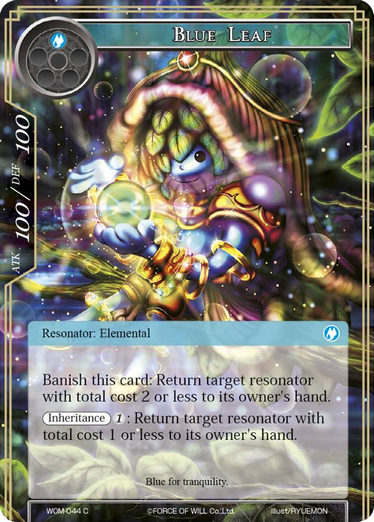 Blue Leaf
ATK 100 / DEF 100
Resonator: Elemental
Banish this card: Return target resonator
with total cost 2 or less to its owner's hand.
Inheritance 1 : Return target resonator with
total cost 1 or less to its owner's hand.
Blue for tranquility.
WOM-044 C ©FORCE OF WILL Co.,Ltd. Illust/RYUEMON